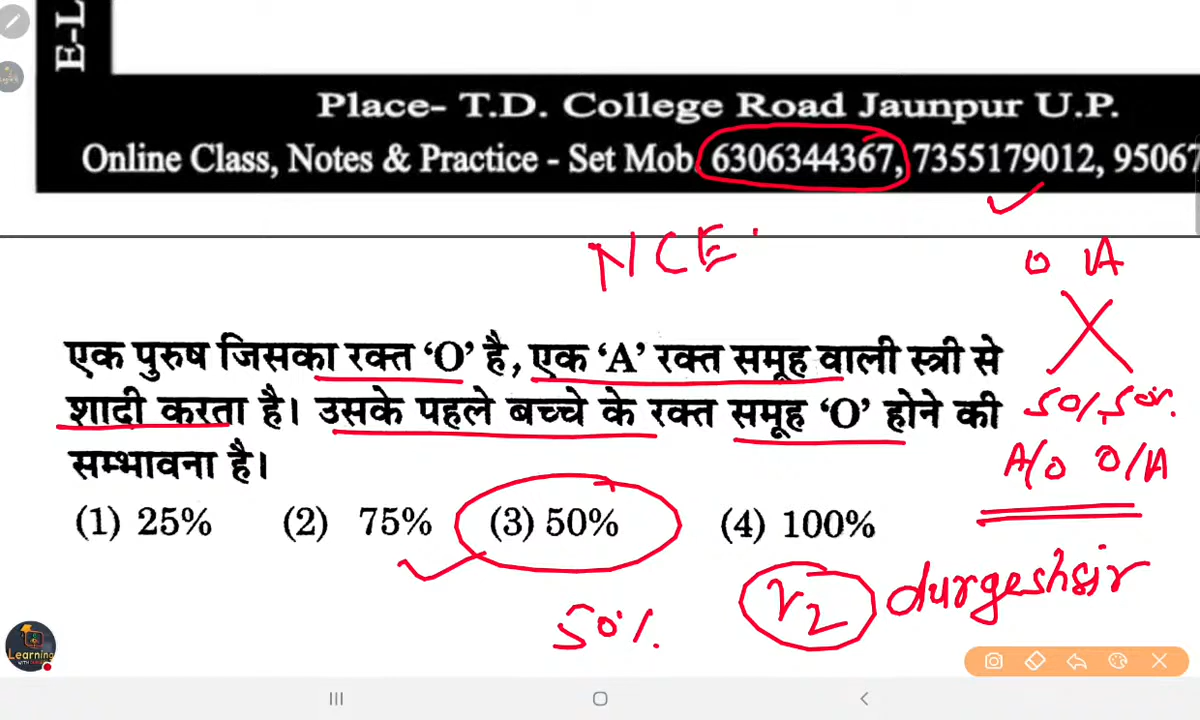 E-L
Place- T.D. College Road Jaunpur U.P.
Online Class, Notes & Practice - Set Mob 6306344367, 7355179012, 95067
NCE
O A
एक पुरुष जिसका रक्त ‘O’ है, एक ‘A’ रक्त समूह वाली स्त्री से
शादी करता है। उसके पहले बच्चे के रक्त समूह ‘O’ होने की
सम्भावना है।
50%, 50%.
A/O O/A
(1) 25% (2) 75% (3) 50% (4) 100%
r2 durgeshsir
50%
Learning